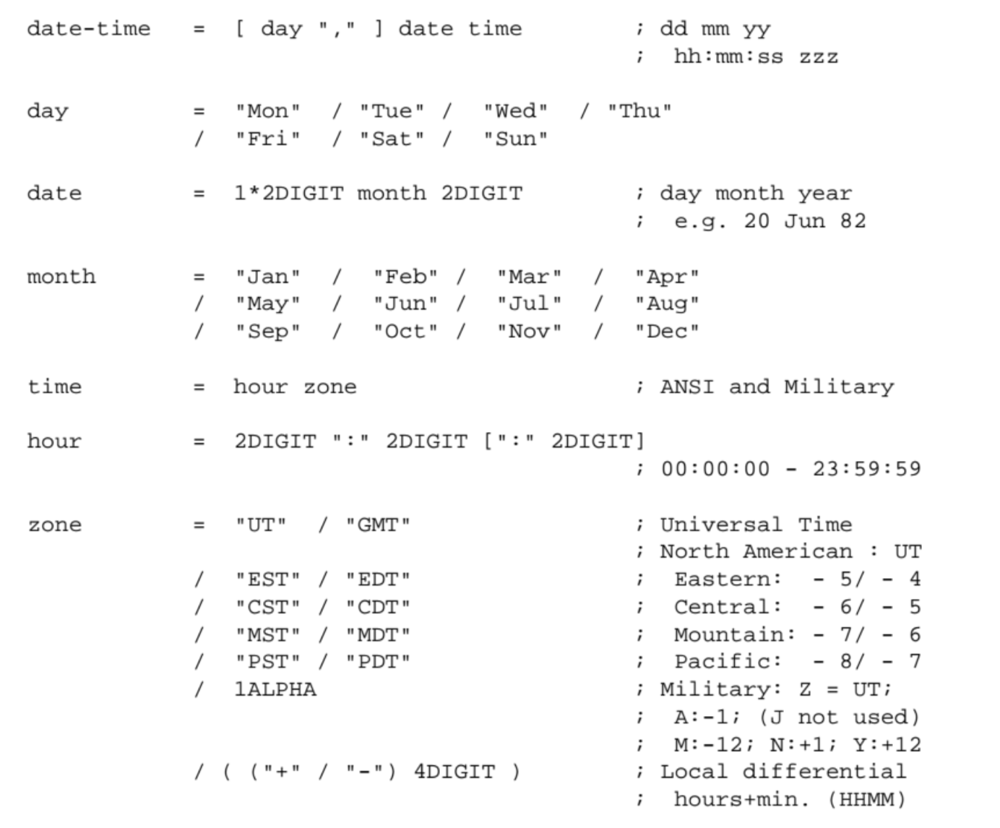 date-time   =  [ day "," ] date time        ; dd mm yy
                                            ;  hh:mm:ss zzz
day         =  "Mon"  / "Tue" /  "Wed"  / "Thu"
            /  "Fri"  / "Sat" /  "Sun"
date        =  1*2DIGIT month 2DIGIT        ; day month year
                                            ;  e.g. 20 Jun 82
month       =  "Jan"  /  "Feb" /  "Mar"  /  "Apr"
            /  "May"  /  "Jun" /  "Jul"  /  "Aug"
            /  "Sep"  /  "Oct" /  "Nov"  /  "Dec"
time        =  hour zone                    ; ANSI and Military
hour        =  2DIGIT ":" 2DIGIT [":" 2DIGIT]
                                            ; 00:00:00 - 23:59:59
zone        =  "UT"  / "GMT"                ; Universal Time
                                            ; North American : UT
            /  "EST" / "EDT"                ;  Eastern:  - 5/ - 4
            /  "CST" / "CDT"                ;  Central:  - 6/ - 5
            /  "MST" / "MDT"                ;  Mountain: - 7/ - 6
            /  "PST" / "PDT"                ;  Pacific:  - 8/ - 7
            /  1ALPHA                       ; Military: Z = UT;
                                            ;  A:-1; (J not used)
                                            ;  M:-12; N:+1; Y:+12
            / ( ("+" / "-") 4DIGIT )        ; Local differential
                                            ;  hours+min. (HHMM)